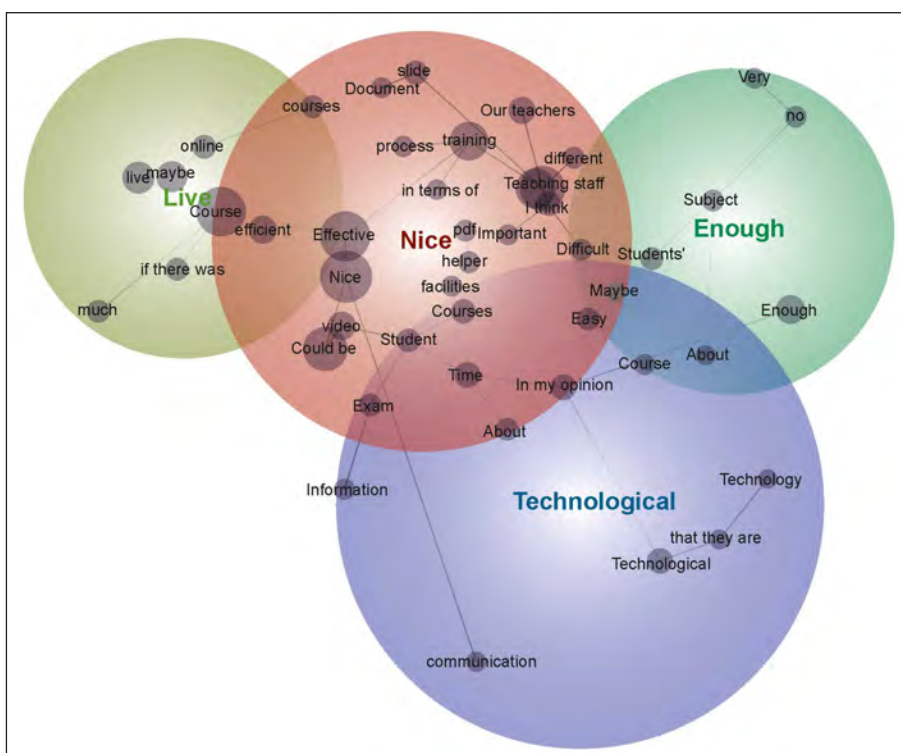 slide
Very
Document
courses
Our teachers
no
online
process
training
different
live
maybe
in terms of
Teaching staff
Live
Course
I think
Subject
efficient
Effective
Nice
pdf
Important
Enough
Difficult
Students'
if there was
Nice
helper
facilities
Maybe
much
Courses
Easy
Enough
video
Student
Could be
Course
About
Time
In my opinion
Exam
About
Information
Technology
Technological
that they are
Technological
communication